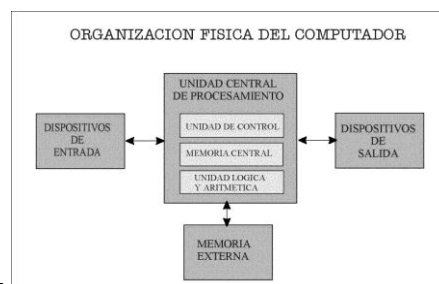 ORGANIZACION FISICA DEL COMPUTADOR
UNIDAD CENTRAL
DE PROCESAMIENTO
UNIDAD DE CONTROL
MEMORIA CENTRAL
UNIDAD LOGICA
Y ARITMETICA
DISPOSITIVOS
DE
ENTRADA
DISPOSITIVOS
DE
SALIDA
MEMORIA
EXTERNA